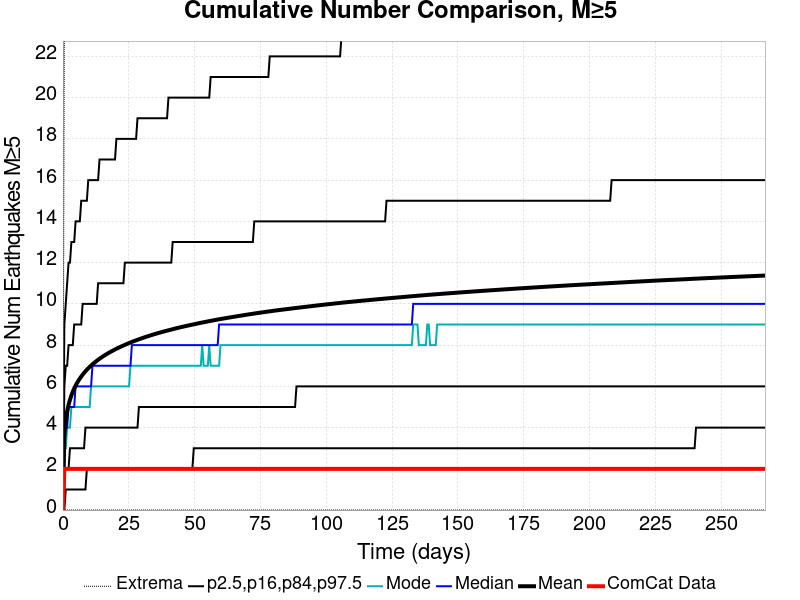 Cumulative Number Comparison, M≥5
Cumulative Num Earthquakes M≥5
22
20
18
16
14
12
10
8
6
4
2
0
0 25 50 75 100 125 150 175 200 225 250
Time (days)
Extrema p2.5,p16,p84,p97.5 Mode Median Mean ComCat Data